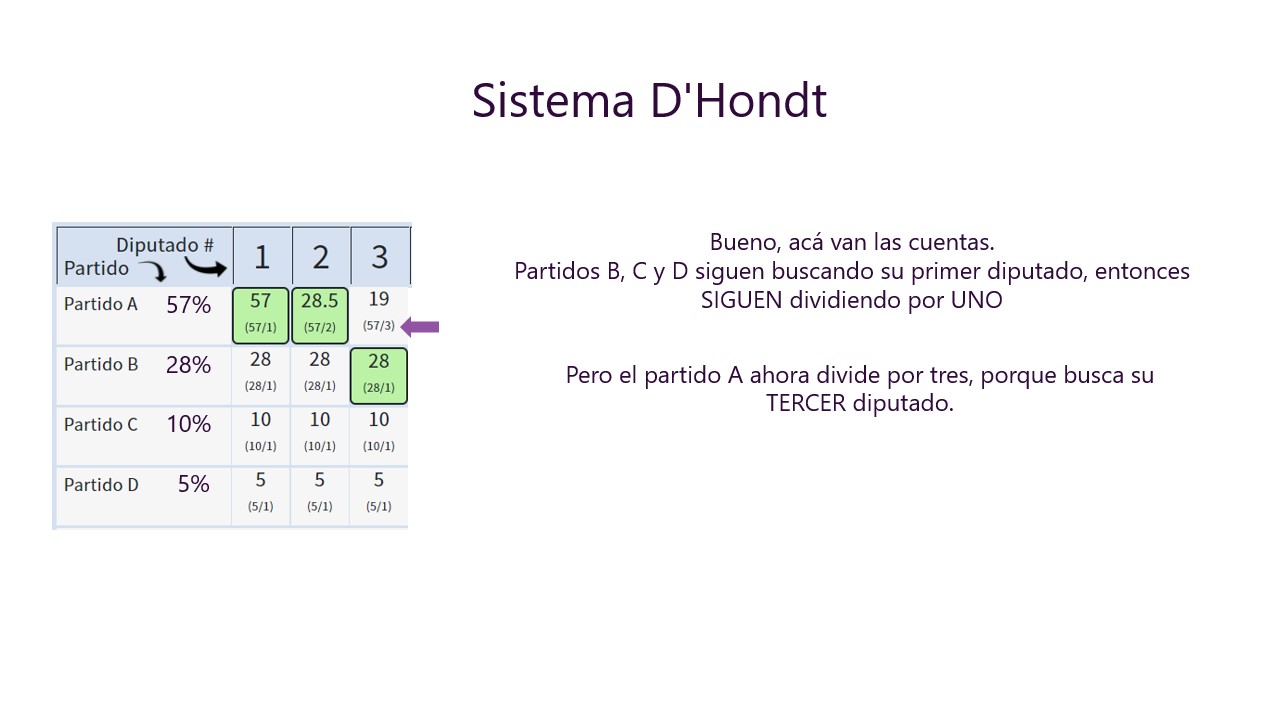 Sistema D'Hondt
Diputado #
Partido
1 2 3
Partido A 57% 57 28.5 19
(57/1) (57/2) (57/3)
Partido B 28% 28 28 28
(28/1) (28/1) (28/1)
Partido C 10% 10 10 10
(10/1) (10/1) (10/1)
Partido D 5% 5 5 5
(5/1) (5/1) (5/1)
Bueno, acá van las cuentas.
Partidos B, C y D siguen buscando su primer diputado, entonces
SIGUEN dividiendo por UNO
Pero el partido A ahora divide por tres, porque busca su
TERCER diputado.